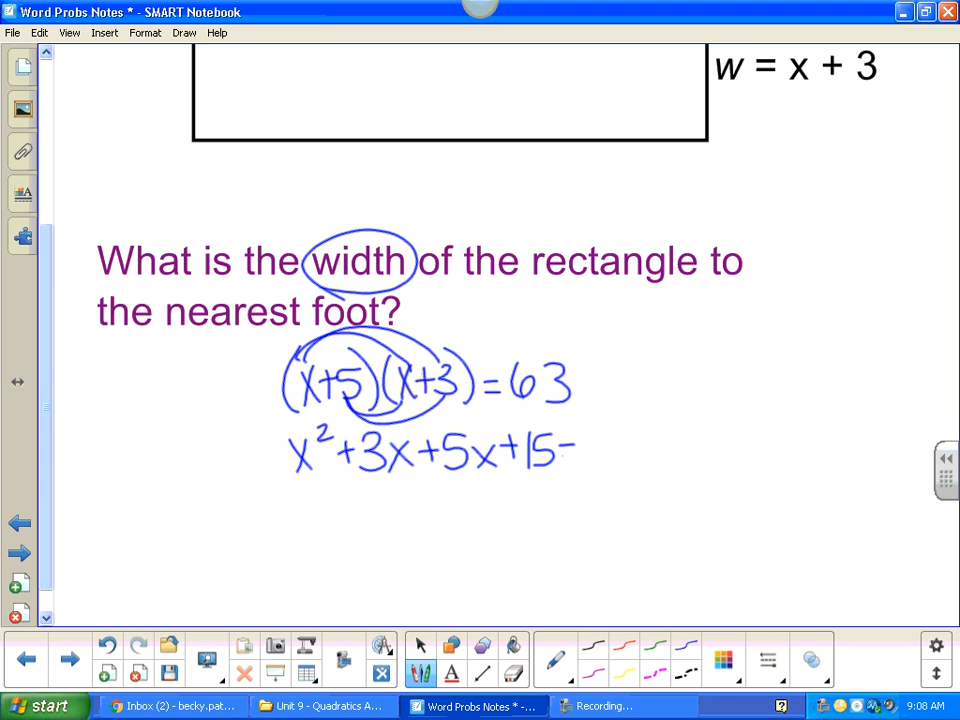 Word Probs Notes * - SMART Notebook
File Edit View Insert Format Draw Help
w = x + 3
What is the width of the rectangle to
the nearest foot?
(x+5)(x+3)=63
x²+3x+5x+15=
start
Inbox (2) - becky.pat...
Unit 9 - Quadratics A...
Word Probs Notes * -...
Recording...
9:08 AM